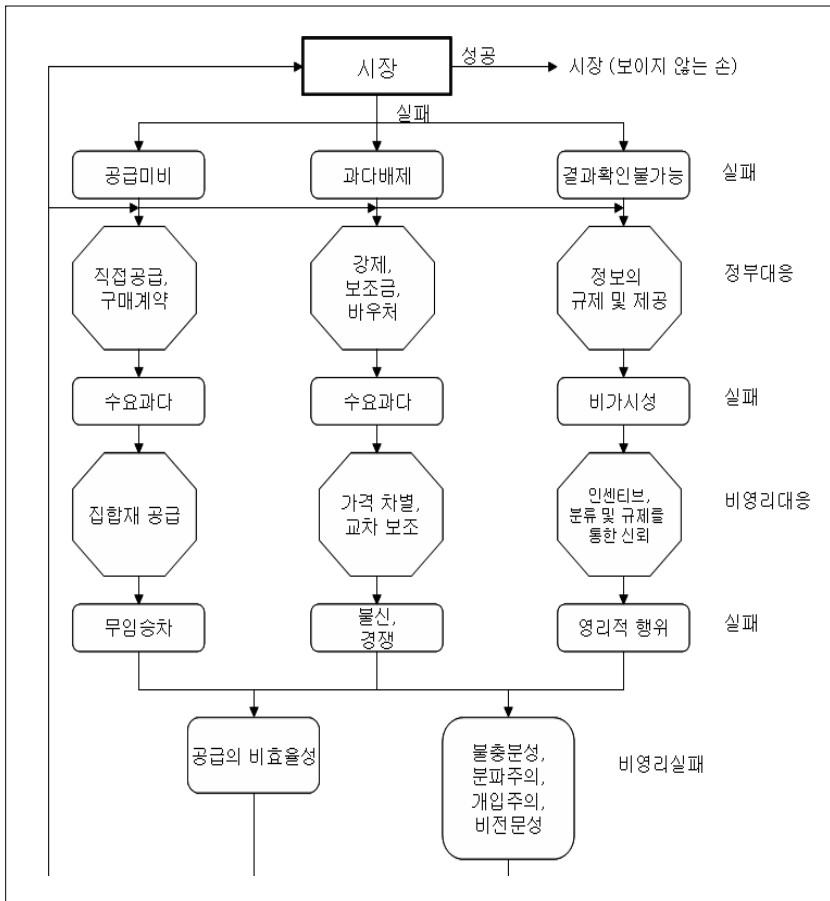 시장
성공
시장 (보이지 않는 손)
실패
공급미비
과다배제
결과확인불가능
실패
직접공급,
구매계약
강제,
보조금,
바우처
정보의
규제 및 제공
정부대응
수요과다
수요과다
비가시성
실패
집합재 공급
가격 차별,
교차 보조
인센티브,
분류 및 규제를
통한 신뢰
비영리대응
무임승차
불신,
경쟁
영리적 행위
실패
공급의 비효율성
불충분성,
분파주의,
개입주의,
비전문성
비영리실패